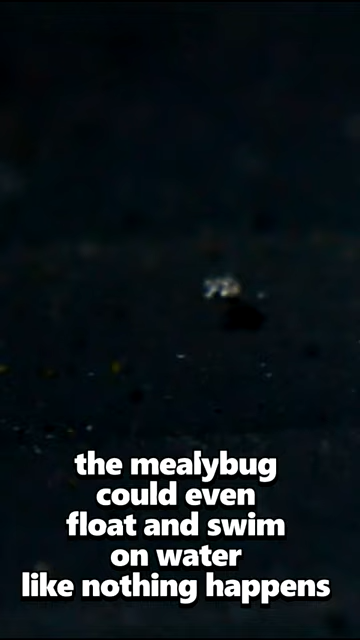 the mealybug
could even
float and swim
on water
like nothing happens